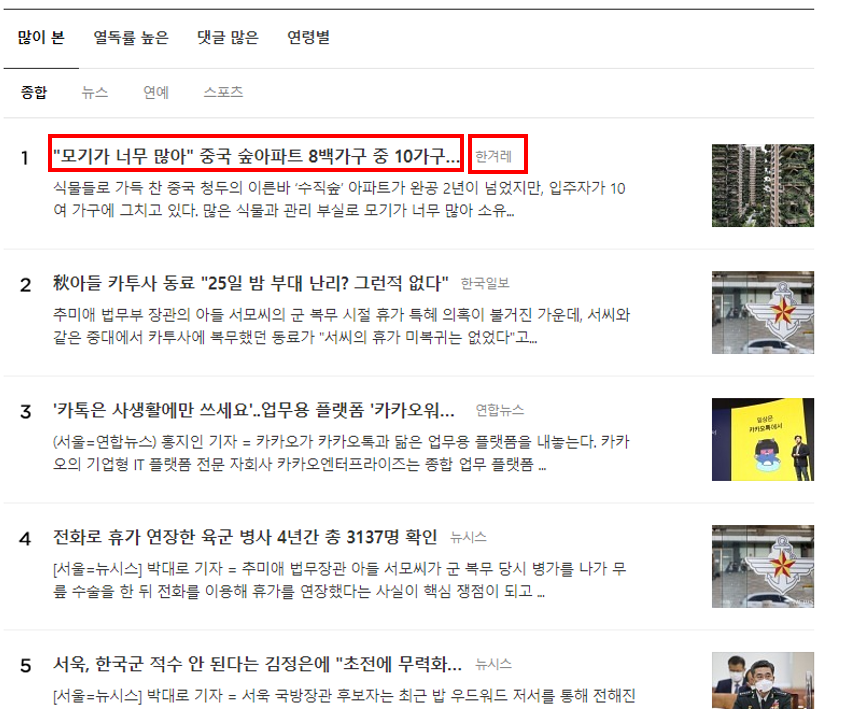 많이 본 열독률 높은 댓글 많은 연령별
종합 뉴스 연예 스포츠
1 "모기가 너무 많아" 중국 숲아파트 8백가구 중 10가구... 한겨레
식물들로 가득 찬 중국 청두의 이른바 '수직숲' 아파트가 완공 2년이 넘었지만, 입주자가 10
여 가구에 그치고 있다. 많은 식물과 관리 부실로 모기가 너무 많아 소유...
2 秋아들 카투사 동료 "25일 밤 부대 난리? 그런적 없다" 한국일보
추미애 법무부 장관의 아들 서모씨의 군 복무 시절 휴가 특혜 의혹이 불거진 가운데, 서씨와
같은 중대에서 카투사에 복무했던 동료가 "서씨의 휴가 미복귀는 없었다"고...
3 '카톡은 사생활에만 쓰세요'..업무용 플랫폼 '카카오워... 연합뉴스
(서울=연합뉴스) 홍지인 기자 = 카카오가 카카오톡과 닮은 업무용 플랫폼을 내놓는다. 카카
오의 기업형 IT 플랫폼 전문 자회사 카카오엔터프라이즈는 종합 업무 플랫폼 ...
일상은
카카오톡에서
4 전화로 휴가 연장한 육군 병사 4년간 총 3137명 확인 뉴시스
[서울=뉴시스] 박대로 기자 = 추미애 법무장관 아들 서모씨가 군 복무 당시 병가를 나가 무
릎 수술을 한 뒤 전화를 이용해 휴가를 연장했다는 사실이 핵심 쟁점이 되고 ...
5 서욱, 한국군 적수 안 된다는 김정은에 "초전에 무력화... 뉴시스
[서울=뉴시스] 박대로 기자 = 서욱 국방장관 후보자는 최근 밥 우드워드 저서를 통해 전해진